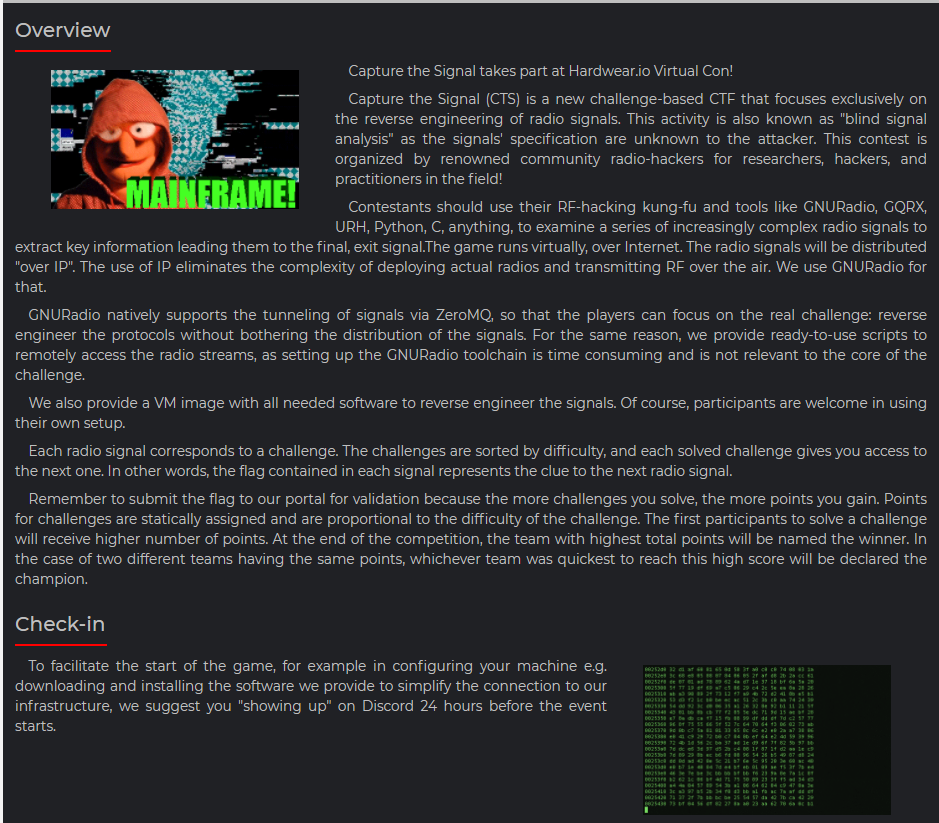 Overview
MAINFRAME!
Capture the Signal takes part at Hardwear.io Virtual Con!
Capture the Signal (CTS) is a new challenge-based CTF that focuses exclusively on
the reverse engineering of radio signals. This activity is also known as "blind signal
analysis" as the signals' specification are unknown to the attacker. This contest is
organized by renowned community radio-hackers for researchers, hackers, and
practitioners in the field!
Contestants should use their RF-hacking kung-fu and tools like GNURadio, GQRX,
URH, Python, C, anything, to examine a series of increasingly complex radio signals to
extract key information leading them to the final, exit signal.The game runs virtually, over Internet. The radio signals will be distributed
"over IP". The use of IP eliminates the complexity of deploying actual radios and transmitting RF over the air. We use GNURadio for
that.
GNURadio natively supports the tunneling of signals via ZeroMQ, so that the players can focus on the real challenge: reverse
engineer the protocols without bothering the distribution of the signals. For the same reason, we provide ready-to-use scripts to
remotely access the radio streams, as setting up the GNURadio toolchain is time consuming and is not relevant to the core of the
challenge.
We also provide a VM image with all needed software to reverse engineer the signals. Of course, participants are welcome in using
their own setup.
Each radio signal corresponds to a challenge. The challenges are sorted by difficulty, and each solved challenge gives you access to
the next one. In other words, the flag contained in each signal represents the clue to the next radio signal.
Remember to submit the flag to our portal for validation because the more challenges you solve, the more points you gain. Points
for challenges are statically assigned and are proportional to the difficulty of the challenge. The first participants to solve a challenge
will receive higher number of points. At the end of the competition, the team with highest total points will be named the winner. In
the case of two different teams having the same points, whichever team was quickest to reach this high score will be declared the
champion.
Check-in
To facilitate the start of the game, for example in configuring your machine e.g.
downloading and installing the software we provide to simplify the connection to our
infrastructure, we suggest you "showing up" on Discord 24 hours before the event
starts.